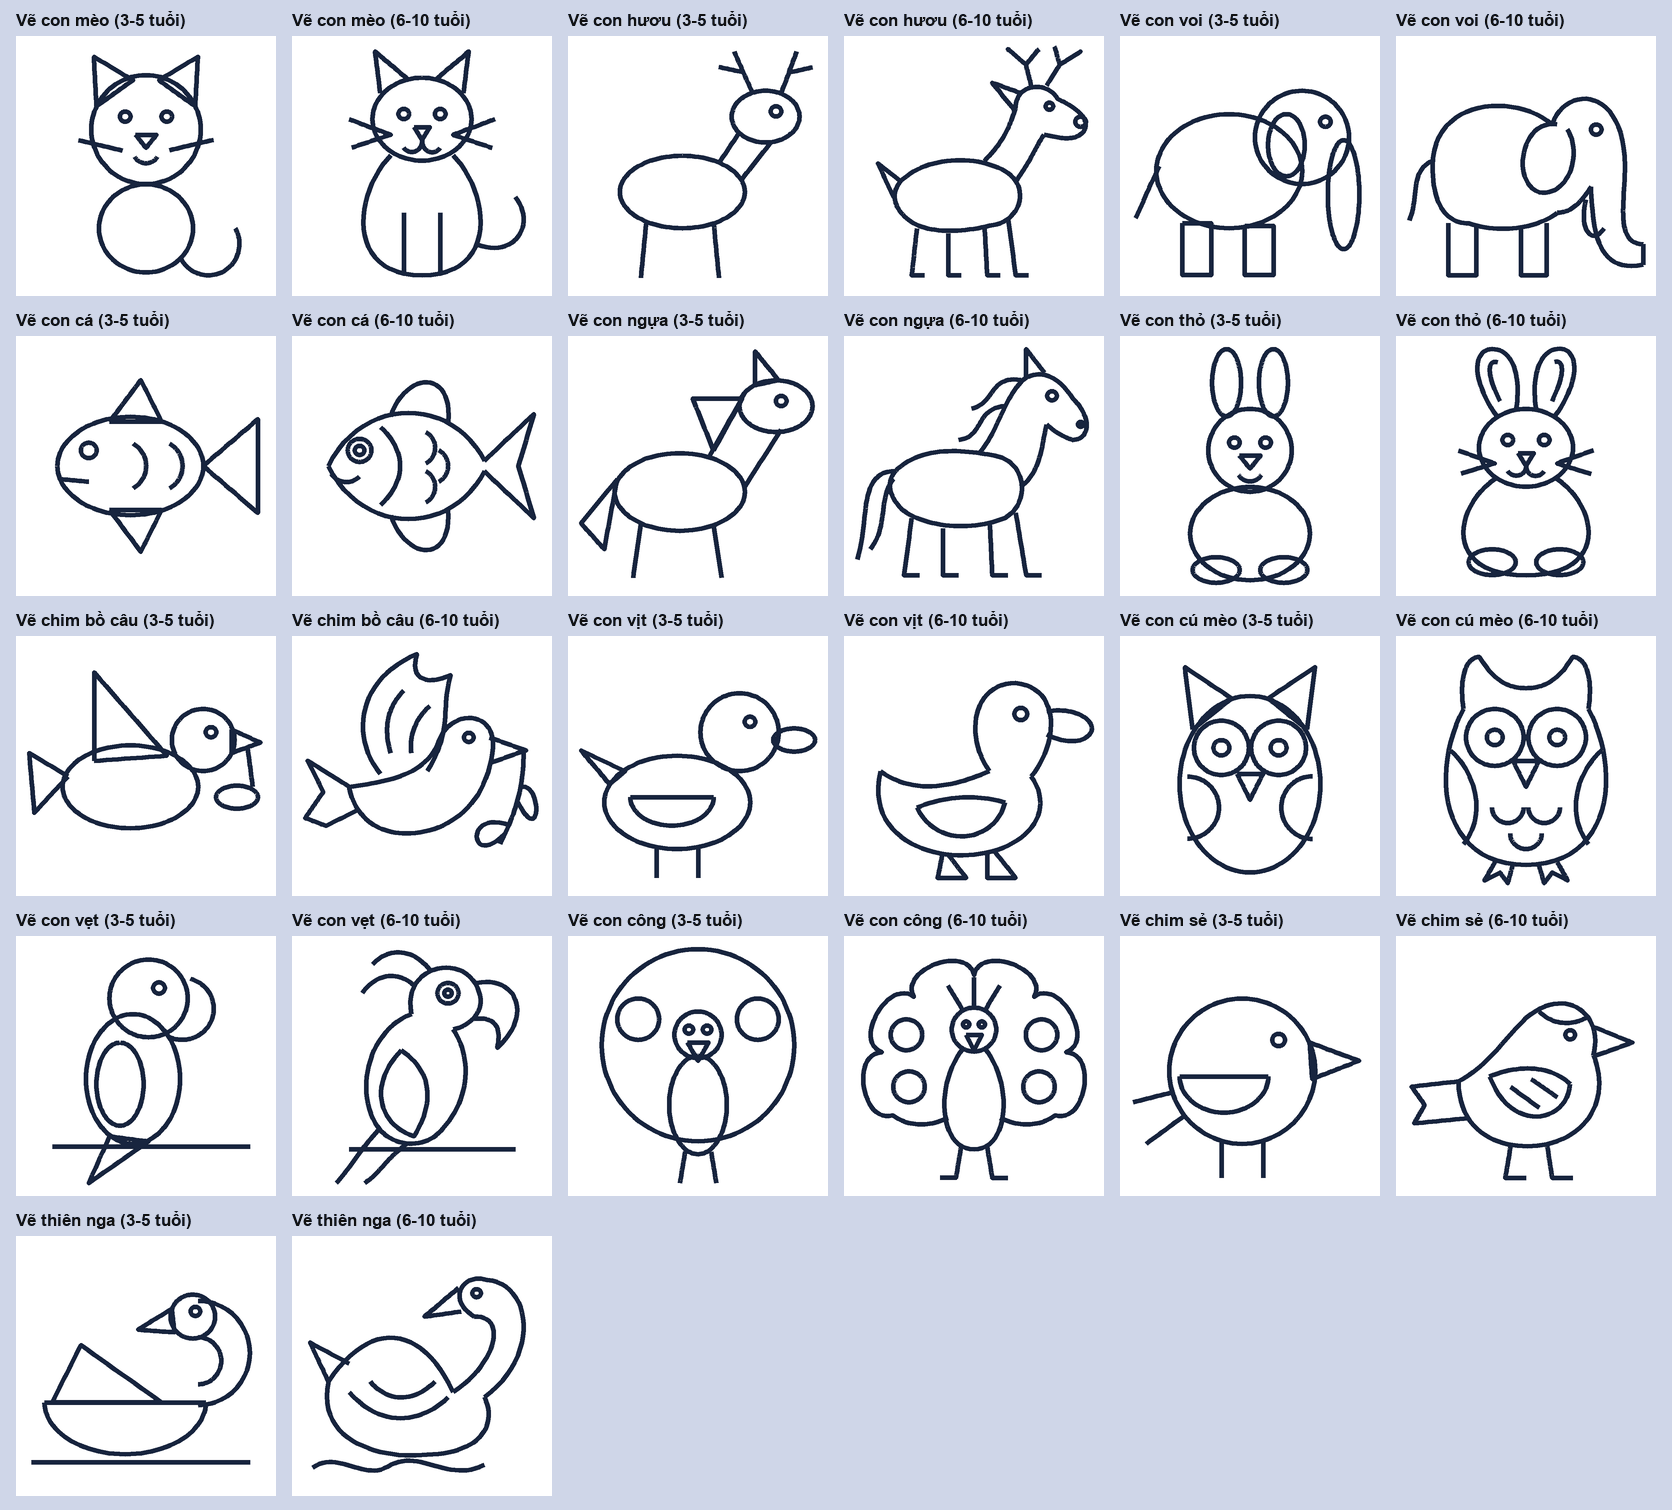 Vẽ con mèo (3-5 tuổi)
Vẽ con mèo (6-10 tuổi)
Vẽ con hươu (3-5 tuổi)
Vẽ con hươu (6-10 tuổi)
Vẽ con voi (3-5 tuổi)
Vẽ con voi (6-10 tuổi)
Vẽ con cá (3-5 tuổi)
Vẽ con cá (6-10 tuổi)
Vẽ con ngựa (3-5 tuổi)
Vẽ con ngựa (6-10 tuổi)
Vẽ con thỏ (3-5 tuổi)
Vẽ con thỏ (6-10 tuổi)
Vẽ chim bồ câu (3-5 tuổi)
Vẽ chim bồ câu (6-10 tuổi)
Vẽ con vịt (3-5 tuổi)
Vẽ con vịt (6-10 tuổi)
Vẽ con cú mèo (3-5 tuổi)
Vẽ con cú mèo (6-10 tuổi)
Vẽ con vẹt (3-5 tuổi)
Vẽ con vẹt (6-10 tuổi)
Vẽ con công (3-5 tuổi)
Vẽ con công (6-10 tuổi)
Vẽ chim sẻ (3-5 tuổi)
Vẽ chim sẻ (6-10 tuổi)
Vẽ thiên nga (3-5 tuổi)
Vẽ thiên nga (6-10 tuổi)